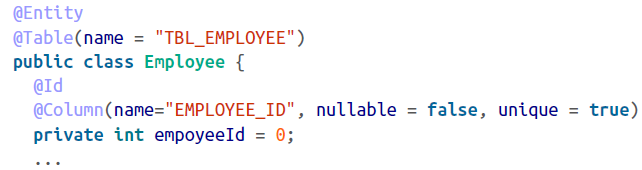 @Entity
@Table(name = "TBL_EMPLOYEE")
public class Employee {
@Id
@Column(name="EMPLOYEE_ID", nullable = false, unique = true)
private int empoyeeId = 0;
...